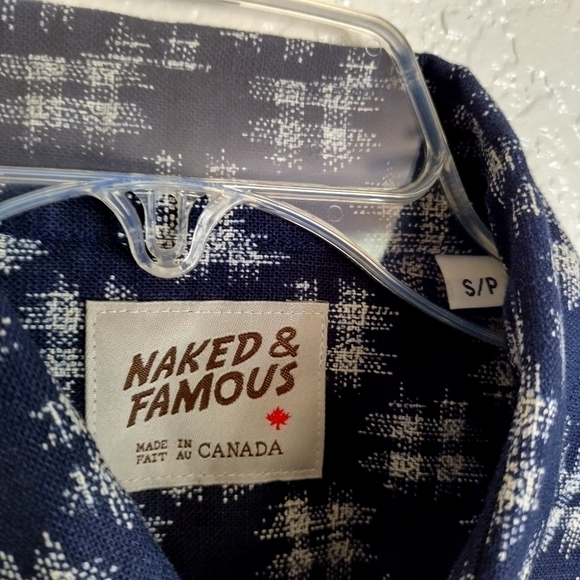 S/P
NAKED &
FAMOUS
MADE IN
FAIT AU CANADA